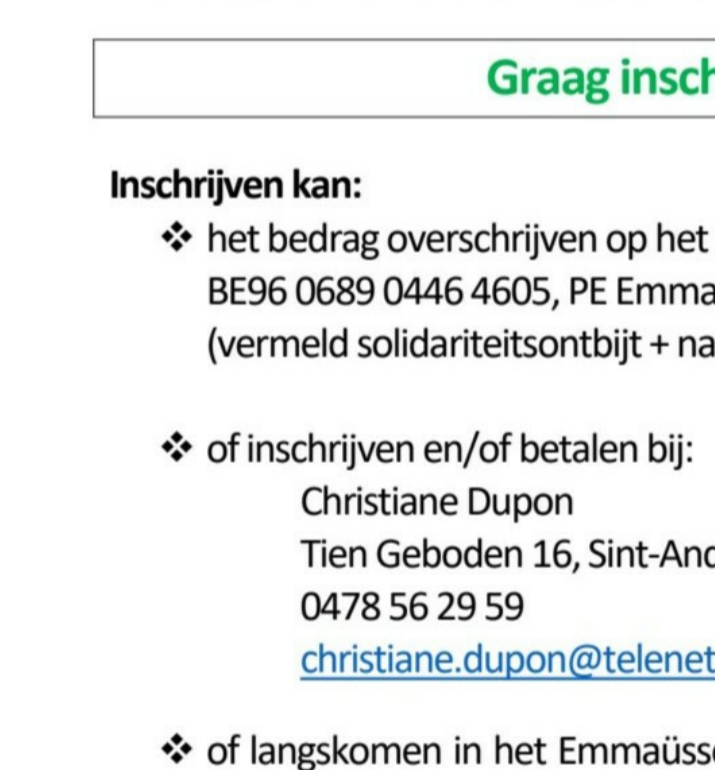 Graag insch
Inschrijven kan:
❖ het bedrag overschrijven op het
BE96 0689 0446 4605, PE Emma
(vermeld solidariteitsontbijt + na
❖ of inschrijven en/of betalen bij:
Christiane Dupon
Tien Geboden 16, Sint-And
0478 56 29 59
christiane.dupon@telenet
❖ of langskomen in het Emmaüss